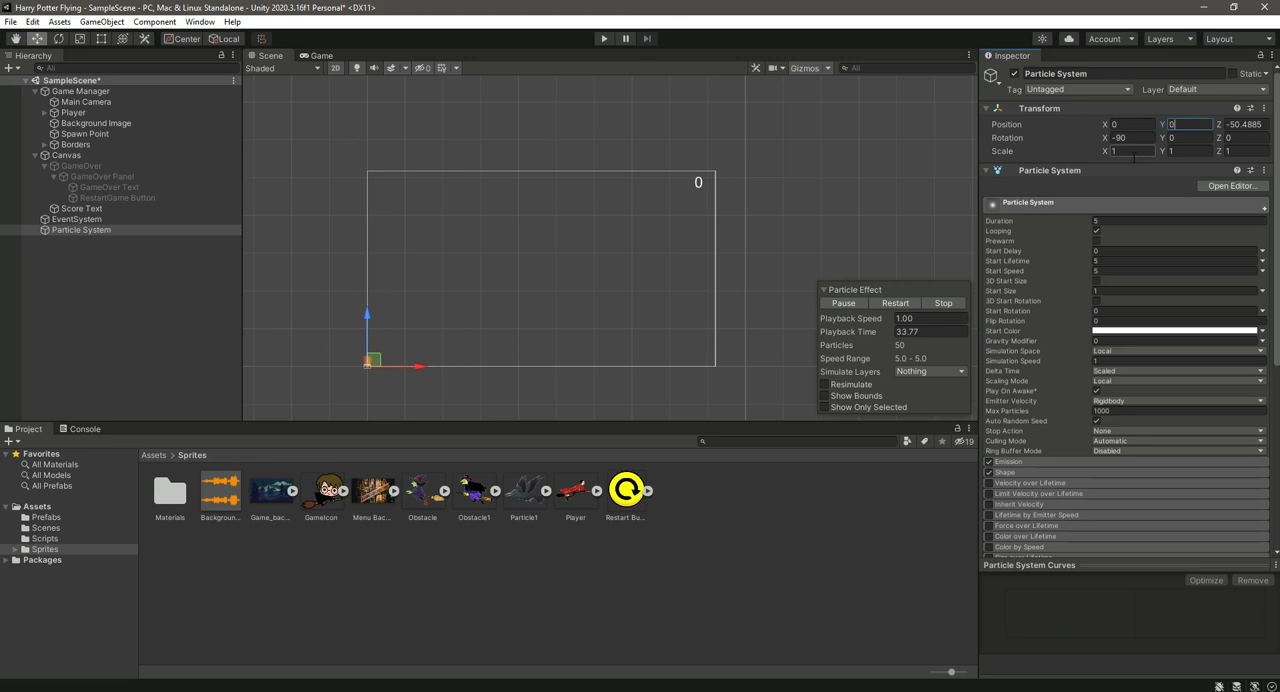 Harry Potter Flying - SampleScene - PC, Mac & Linux Standalone - Unity 2020.3.16f1 Personal* <DX11>
File Edit Assets GameObject Component Window Help
Center Local Account Layers Layout
Hierarchy Scene Game Inspector
All Shaded 2D 0 Gizmos All Particle System Static
SampleScene* Tag Untagged Layer Default
Game Manager
Main Camera Transform
Player Position X 0 Y 0 Z -50.4885
Background Image Rotation X -90 Y 0 Z 0
Spawn Point Scale X 1 Y 1 Z 1
Borders
Canvas Particle System
GameOver Open Editor...
GameOver Panel
GameOver Text
RestartGame Button
Score Text
EventSystem
Particle System
0
Particle Effect
Pause Restart Stop
Playback Speed 1.00
Playback Time 33.77
Particles 50
Speed Range 5.0 - 5.0
Simulate Layers Nothing
Resimulate
Show Bounds
Show Only Selected
Particle System
Duration 5
Looping
Prewarm
Start Delay 0
Start Lifetime 5
Start Speed 5
3D Start Size
Start Size 1
3D Start Rotation
Start Rotation 0
Flip Rotation 0
Start Color
Gravity Modifier 0
Simulation Space Local
Simulation Speed 1
Delta Time Scaled
Scaling Mode Local
Play On Awake*
Emitter Velocity Rigidbody
Max Particles 1000
Auto Random Seed
Stop Action None
Culling Mode Automatic
Ring Buffer Mode Disabled
Emission
Shape
Velocity over Lifetime
Limit Velocity over Lifetime
Inherit Velocity
Lifetime by Emitter Speed
Force over Lifetime
Color over Lifetime
Color by Speed
Particle System Curves
Optimize Remove
Project Console
19
Favorites
All Materials
All Models
All Prefabs
Assets
Prefabs
Scenes
Scripts
Sprites
Packages
Assets > Sprites
Materials Backgroun... Game_bac... GameIcon Menu Bac... Obstacle Obstacle1 Particle1 Player Restart Bu...